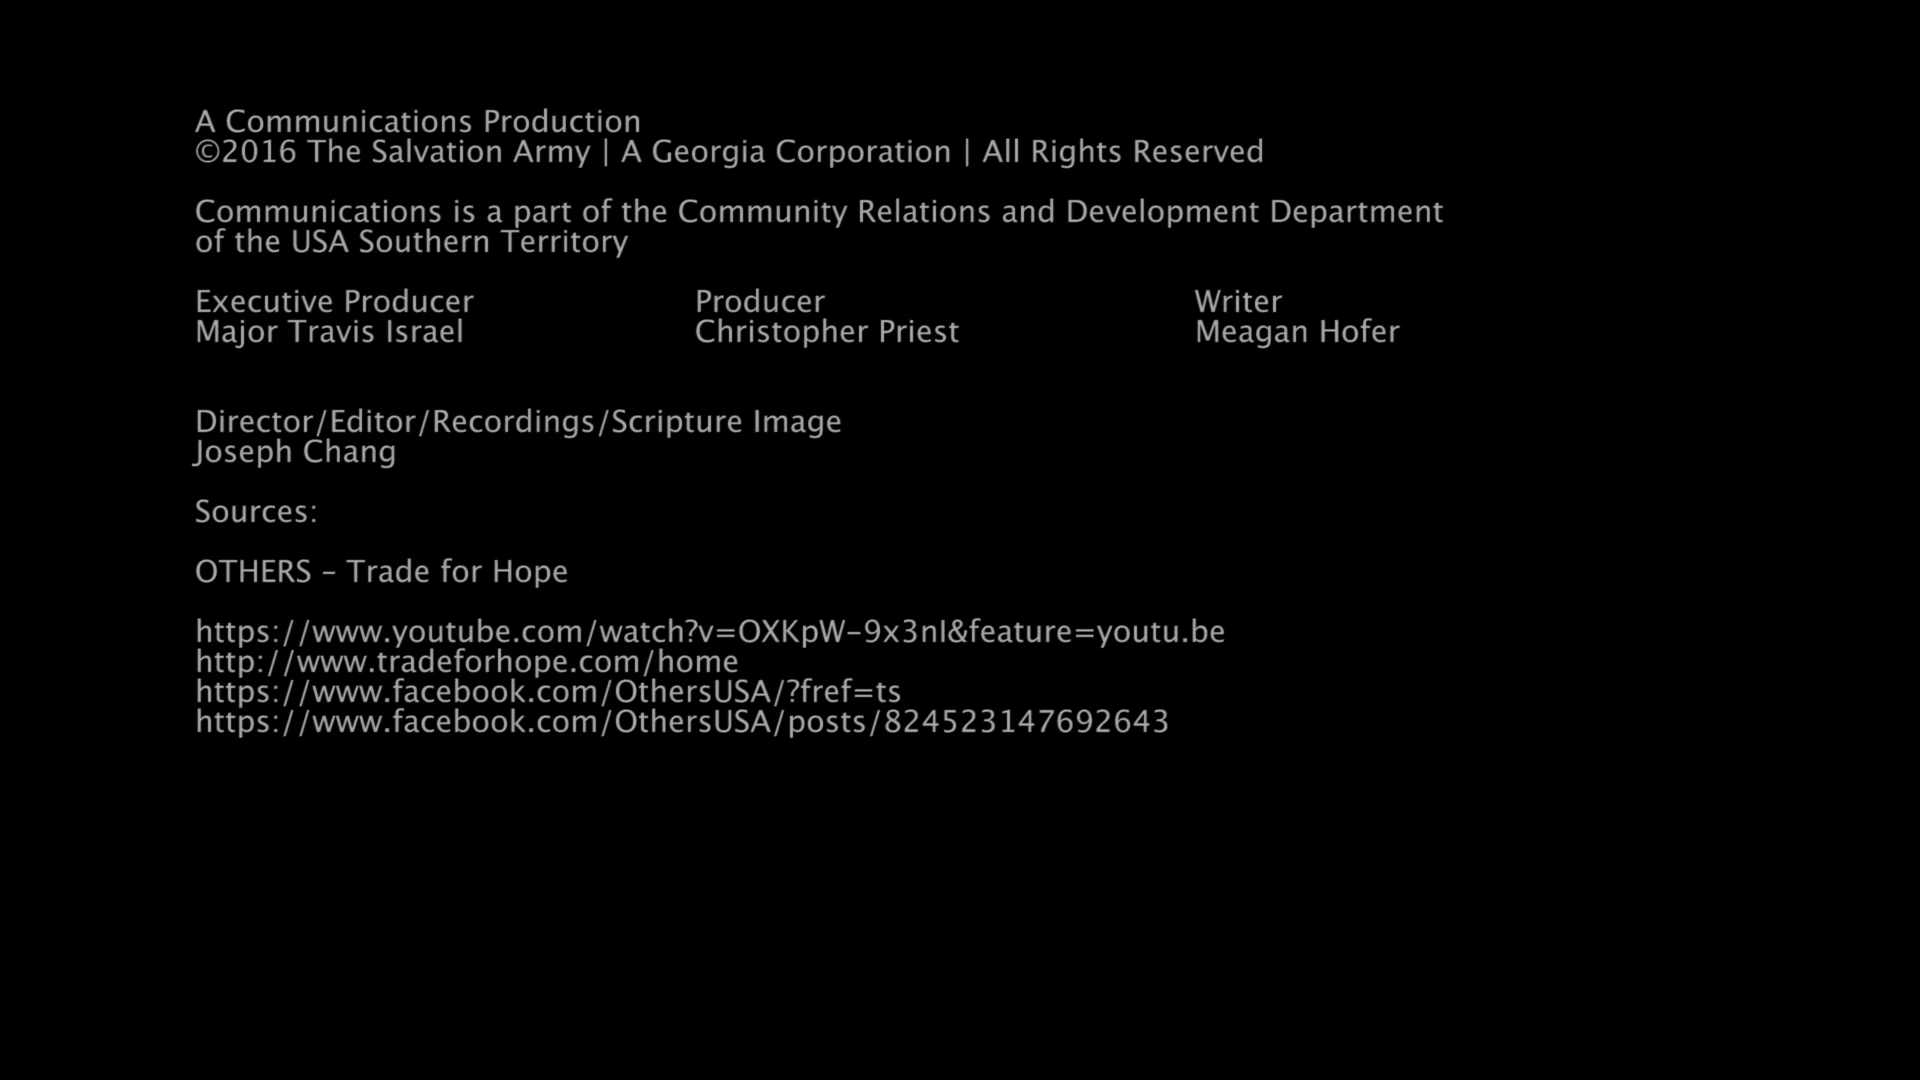 A Communications Production
©2016 The Salvation Army | A Georgia Corporation | All Rights Reserved
Communications is a part of the Community Relations and Development Department
of the USA Southern Territory
Executive Producer Producer Writer
Major Travis Israel Christopher Priest Meagan Hofer
Director/Editor/Recordings/Scripture Image
Joseph Chang
Sources:
OTHERS – Trade for Hope
https://www.youtube.com/watch?v=OXKpW-9x3nI&feature=youtu.be
http://www.tradeforhope.com/home
https://www.facebook.com/OthersUSA/?fref=ts
https://www.facebook.com/OthersUSA/posts/824523147692643